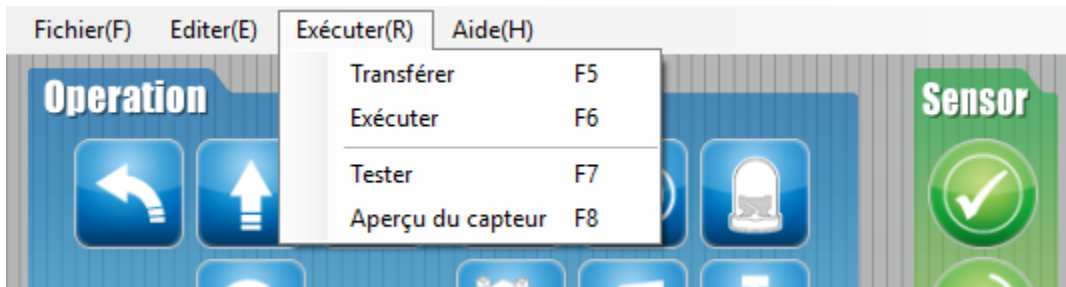 Fichier(F) Editer(E) Exécuter(R) Aide(H)
Transférer F5
Operation Sensor
Exécuter F6
Tester F7
Aperçu du capteur F8